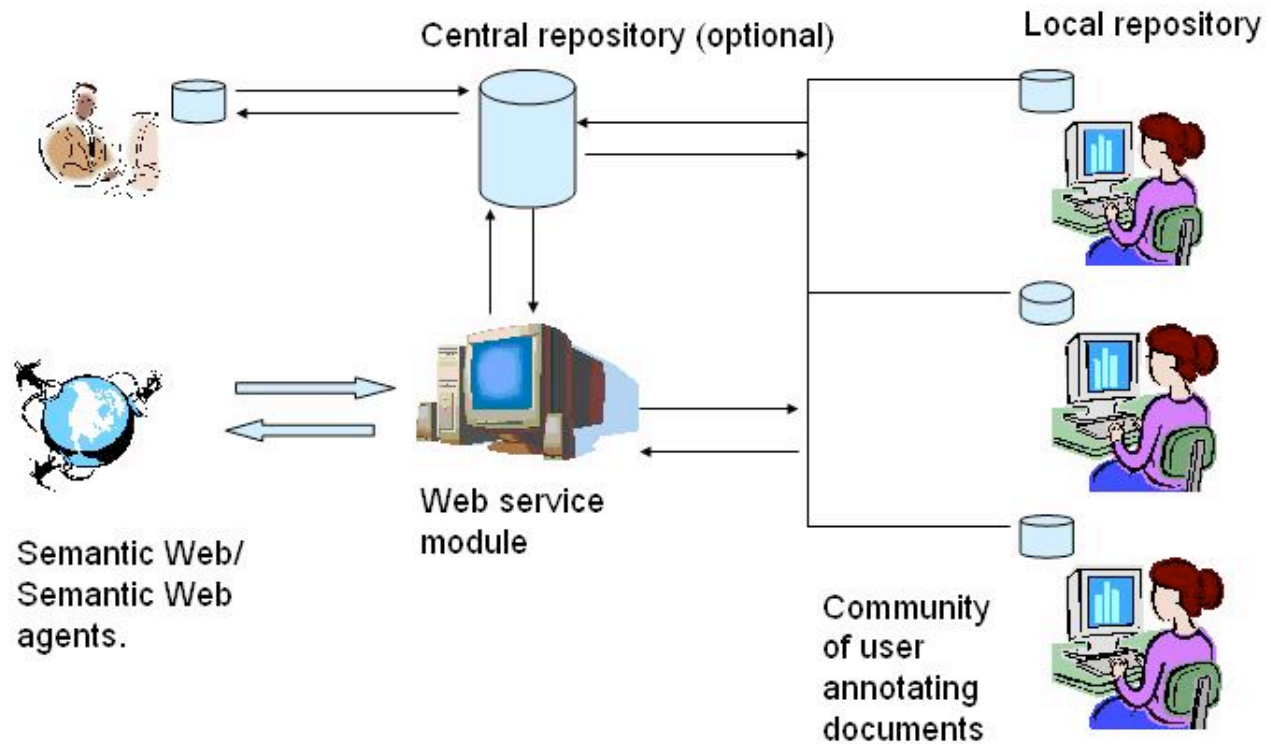 Central repository (optional)
Local repository
Web service
module
Semantic Web/
Semantic Web
agents.
Community
of user
annotating
documents